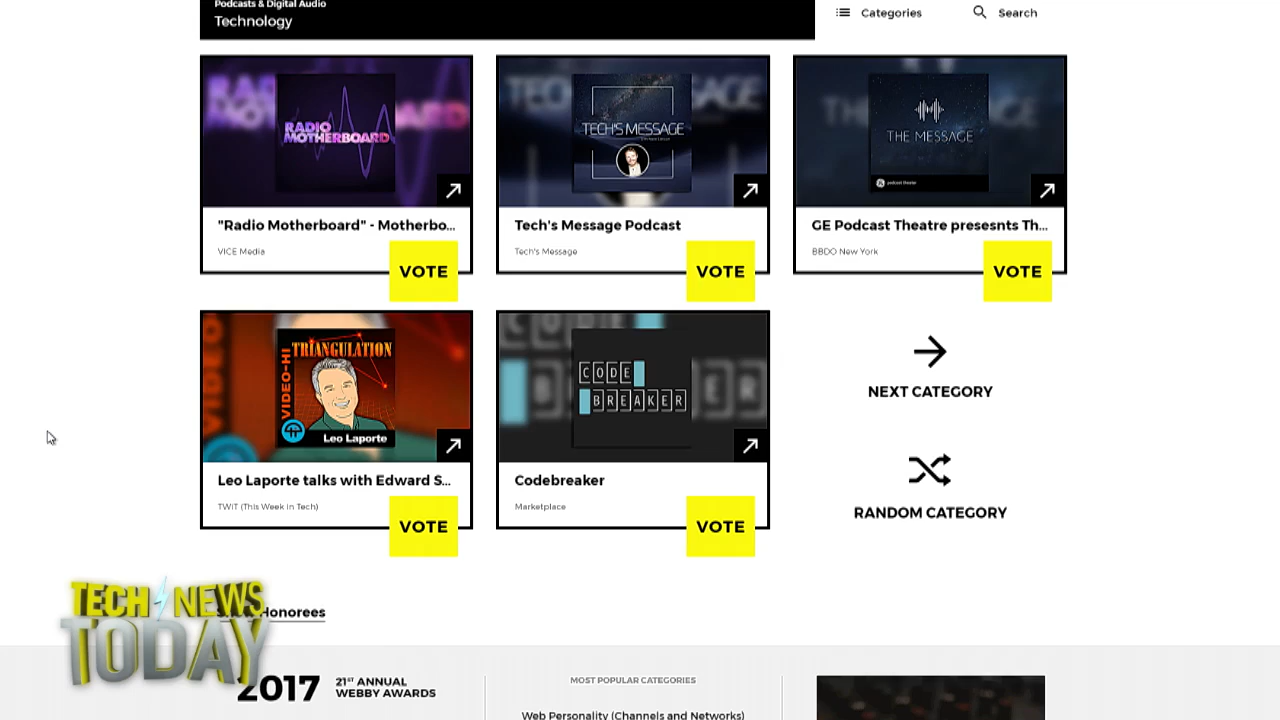 Podcasts & Digital Audio
Technology
Categories
Search
RADIO
MOTHERBOARD
TECH'S MESSAGE
THE MESSAGE
podcast theater
"Radio Motherboard" - Motherbo...
VICE Media
VOTE
Tech's Message Podcast
Tech's Message
VOTE
GE Podcast Theatre presesnts Th...
BBDO New York
VOTE
VIDEO-HI
TRIANGULATION
Leo Laporte
CODE
BREAKER
NEXT CATEGORY
RANDOM CATEGORY
Leo Laporte talks with Edward S...
TWiT (This Week in Tech)
VOTE
Codebreaker
Marketplace
VOTE
Honorees
TECH NEWS
TODAY
2017
21ST ANNUAL
WEBBY AWARDS
MOST POPULAR CATEGORIES
Web Personality (Channels and Networks)